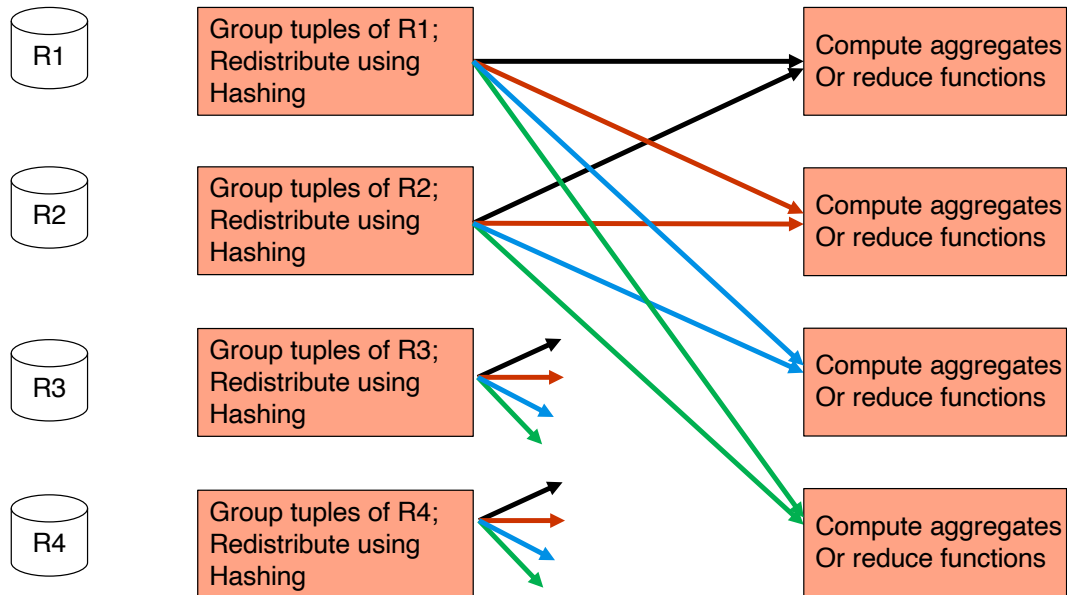 R1
Group tuples of R1;
Redistribute using
Hashing
Compute aggregates
Or reduce functions
R2
Group tuples of R2;
Redistribute using
Hashing
Compute aggregates
Or reduce functions
R3
Group tuples of R3;
Redistribute using
Hashing
Compute aggregates
Or reduce functions
R4
Group tuples of R4;
Redistribute using
Hashing
Compute aggregates
Or reduce functions